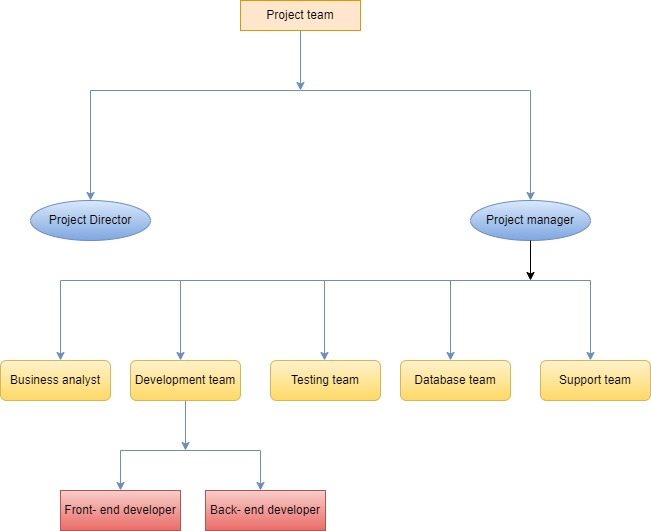 Project team
Project Director
Project manager
Business analyst
Development team
Testing team
Database team
Support team
Front- end developer
Back- end developer